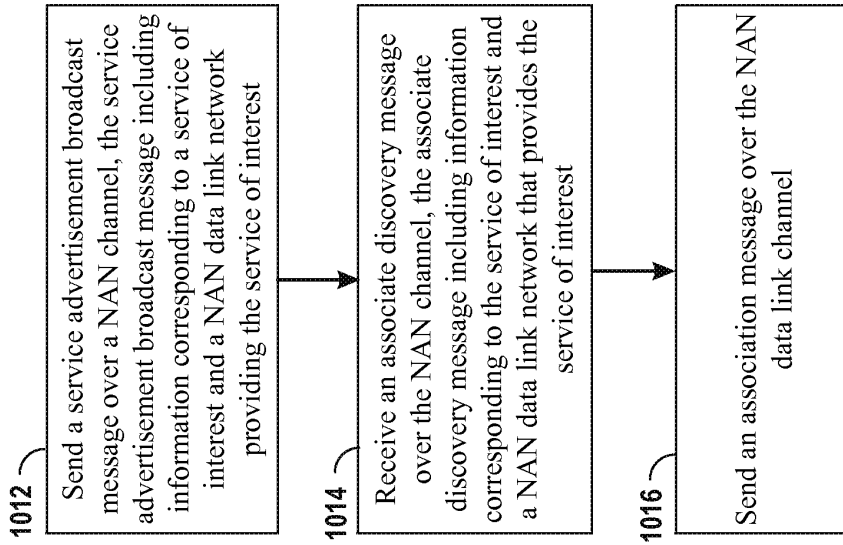 1012
Send a service advertisement broadcast
message over a NAN channel, the service
advertisement broadcast message including
information corresponding to a service of
interest and a NAN data link network
providing the service of interest
1014
Receive an associate discovery message
over the NAN channel, the associate
discovery message including information
corresponding to the service of interest and
a NAN data link network that provides the
service of interest
1016
Send an association message over the NAN
data link channel